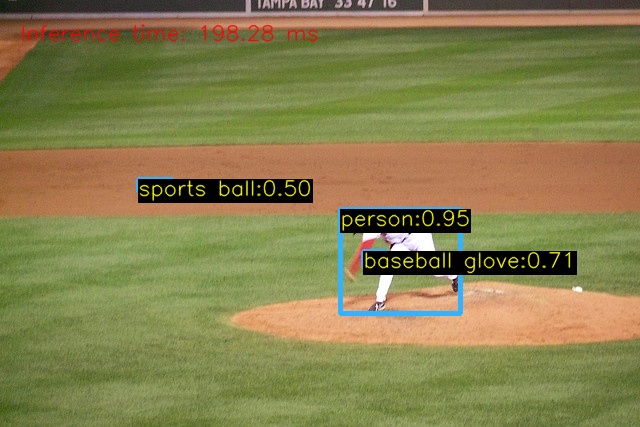 TAMPA BAY 33 47 16
Inference time: 198.28 ms
sports ball:0.50
person:0.95
baseball glove:0.71